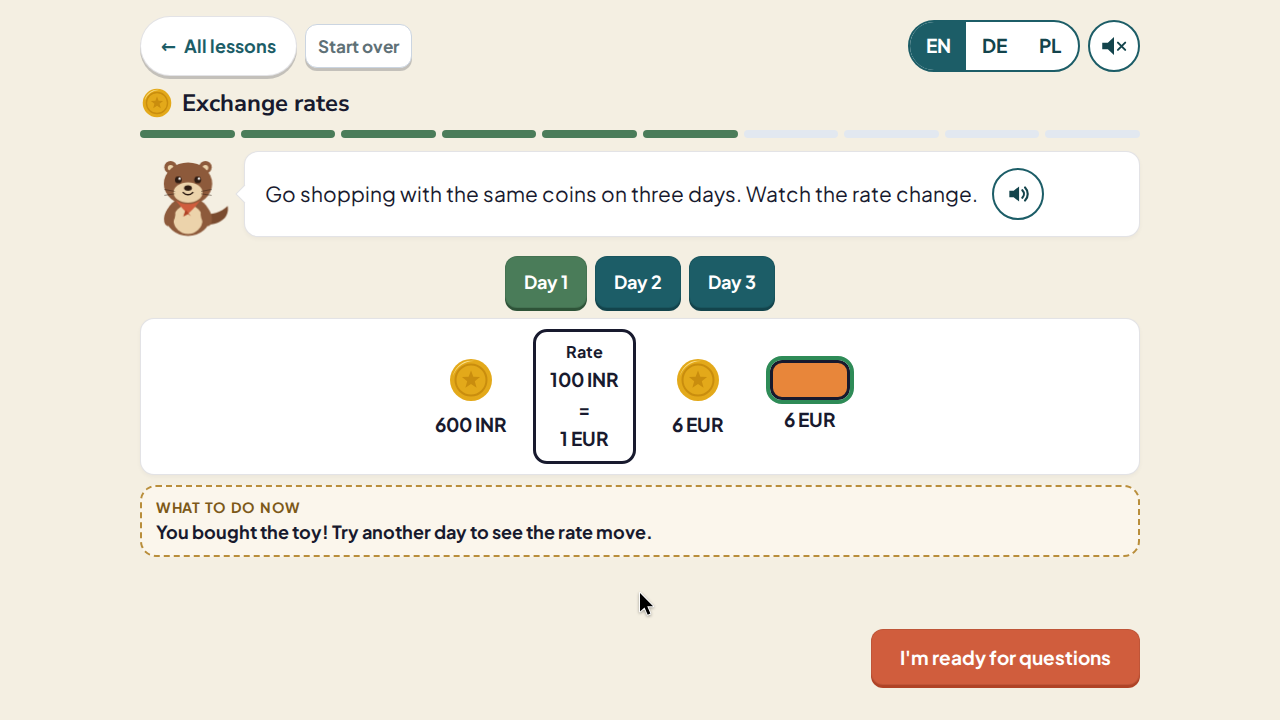 ← All lessons
Start over
EN
DE
PL
Exchange rates
Go shopping with the same coins on three days. Watch the rate change.
Day 1
Day 2
Day 3
600 INR
Rate
100 INR
=
1 EUR
6 EUR
6 EUR
WHAT TO DO NOW
You bought the toy! Try another day to see the rate move.
I'm ready for questions